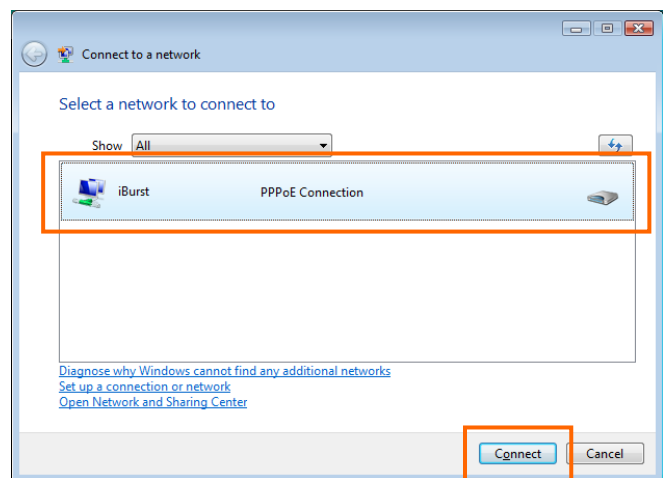 Connect to a network
Select a network to connect to
Show All
iBurst PPPoE Connection
Diagnose why Windows cannot find any additional networks
Set up a connection or network
Open Network and Sharing Center
Connect Cancel